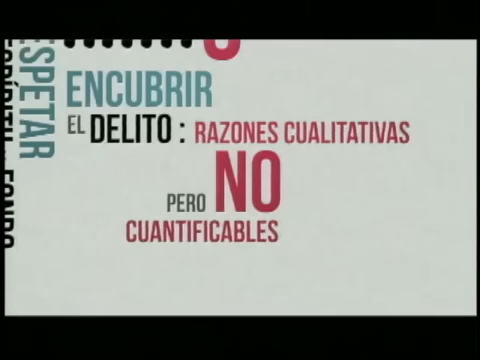 ESPETAR
ENCUBRIR
EL DELITO : RAZONES CUALITATIVAS
PERO NO
CUANTIFICABLES